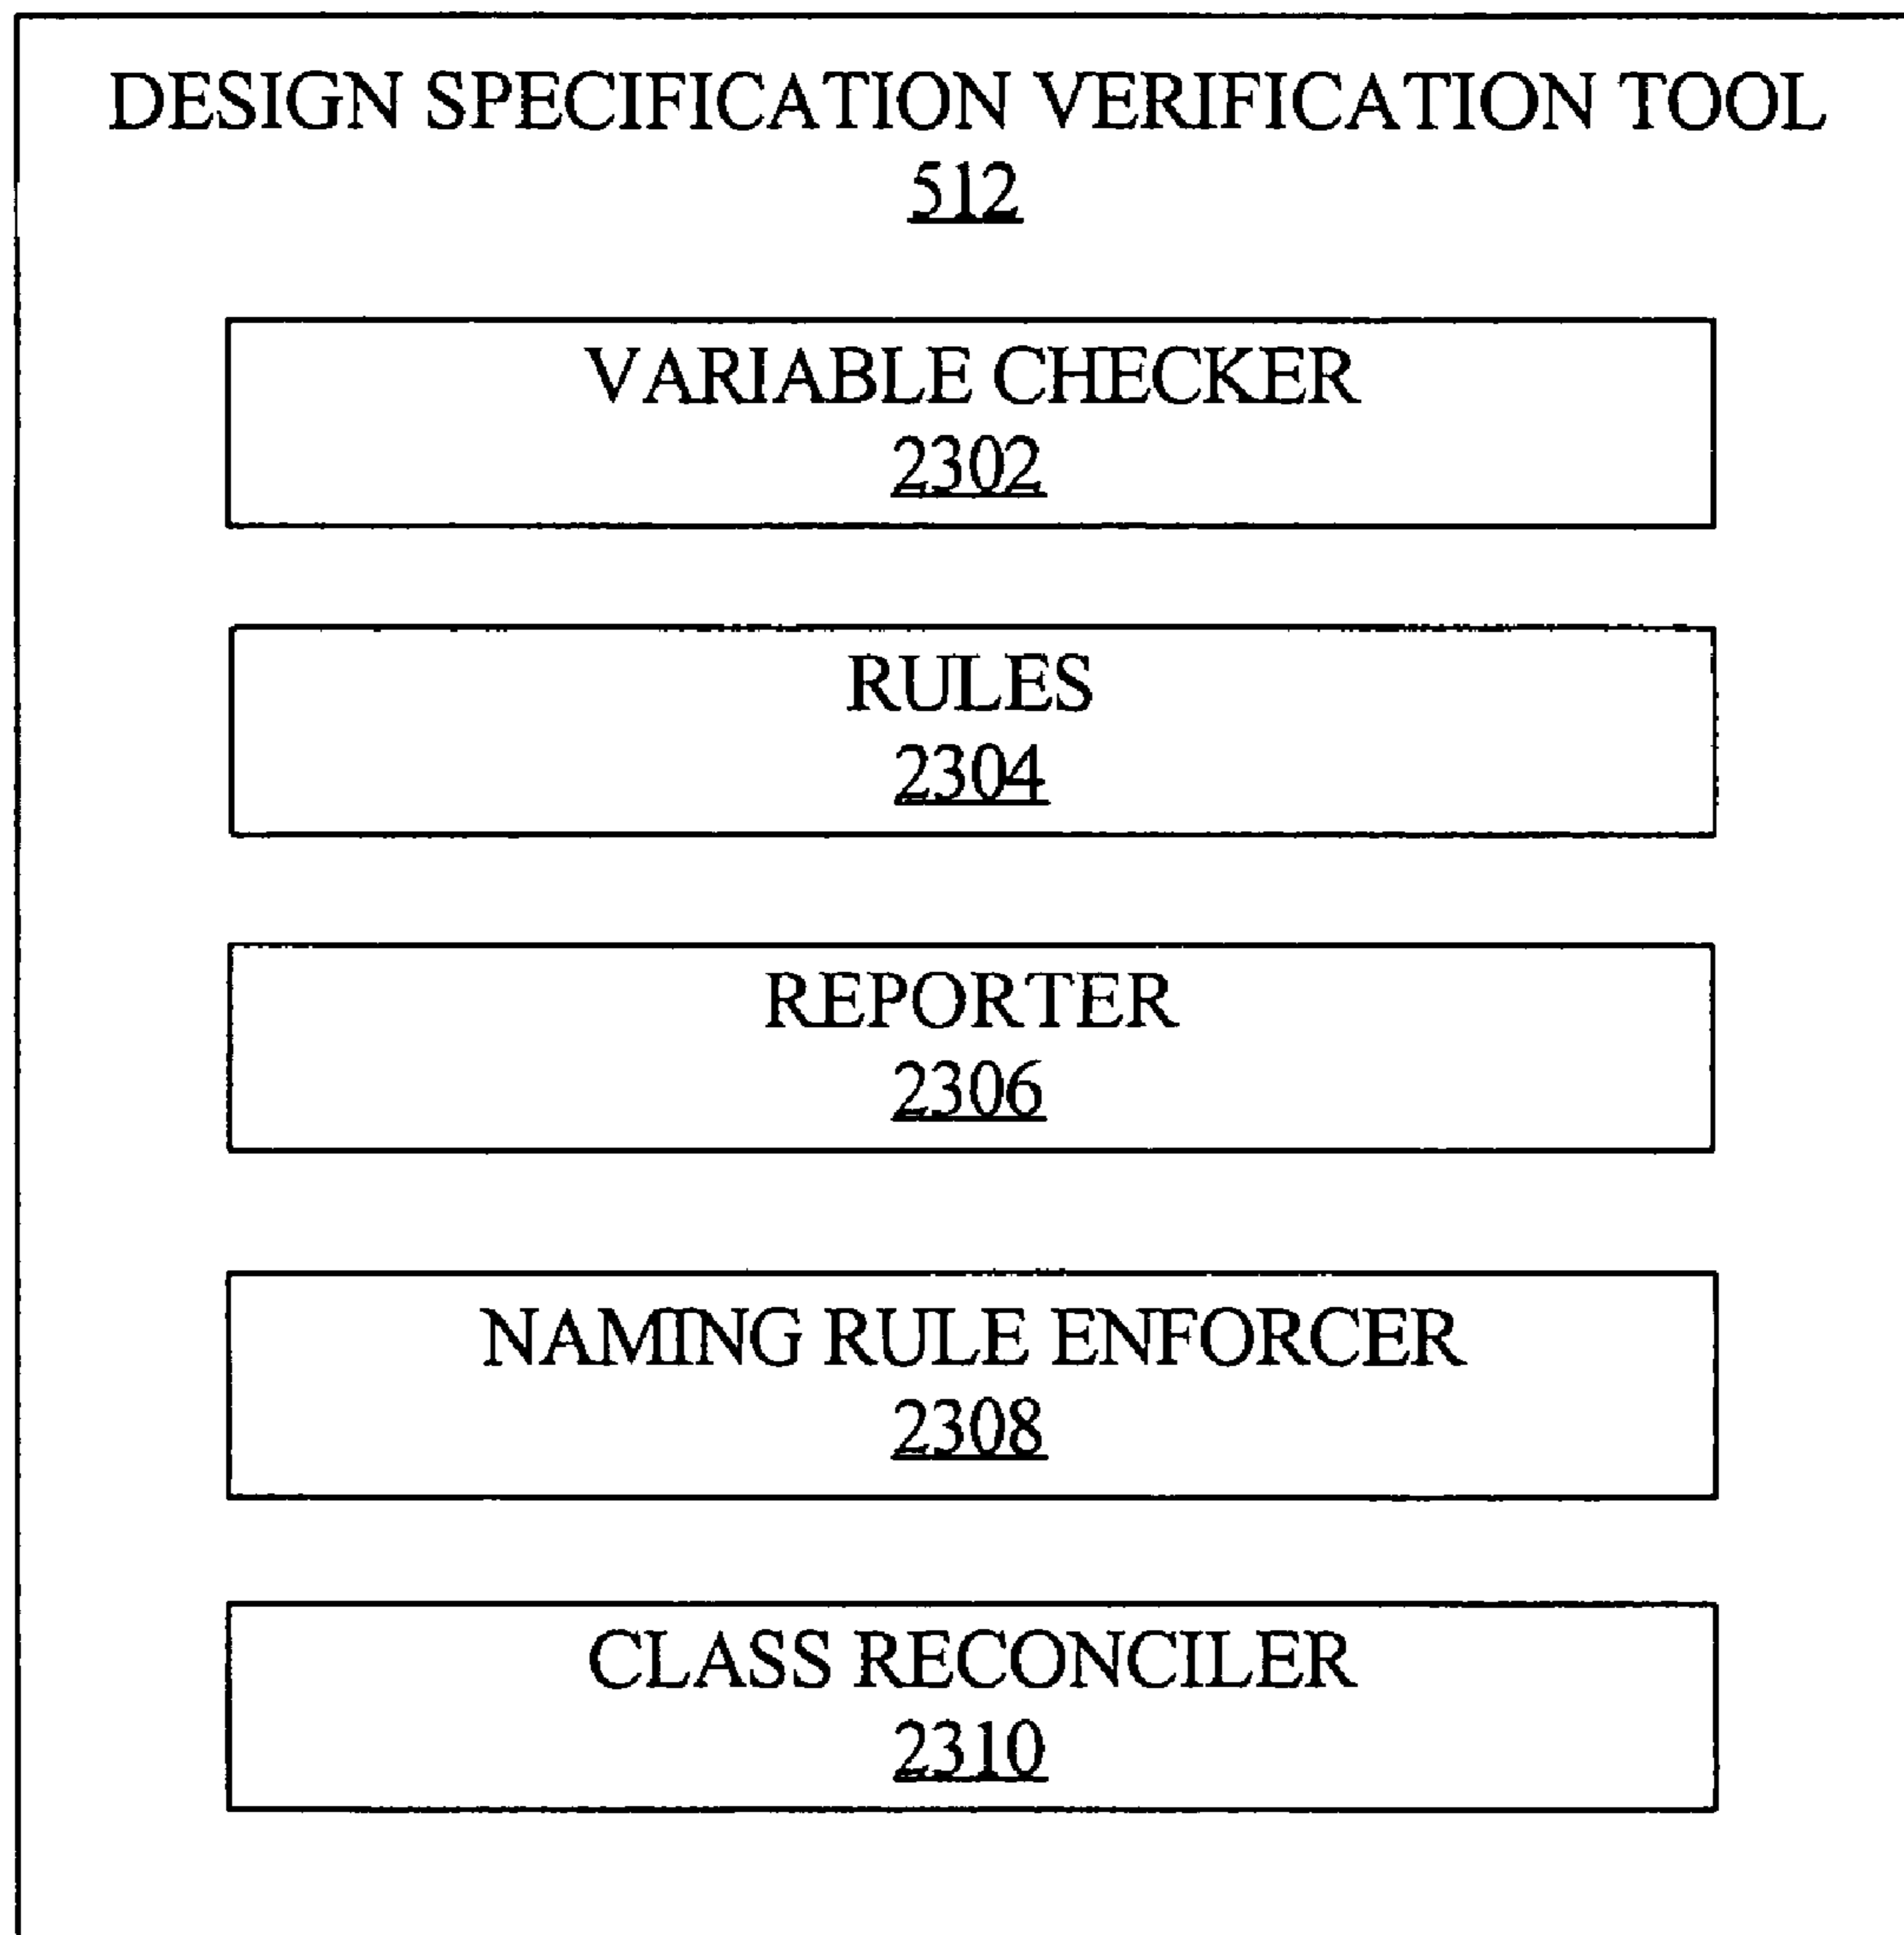 DESIGN SPECIFICATION VERIFICATION TOOL
512
VARIABLE CHECKER
2302
RULES
2304
REPORTER
2306
NAMING RULE ENFORCER
2308
CLASS RECONCILER
2310